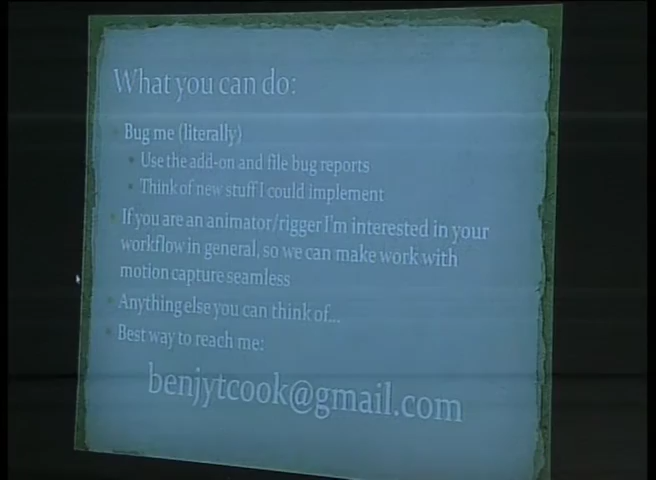 What you can do:
Bug me (literally)
Use the add-on and file bug reports
Think of new stuff I could implement
If you are an animator/rigger I'm interested in your
workflow in general, so we can make work with
motion capture seamless
Anything else you can think of...
Best way to reach me:
benjytcook@gmail.com